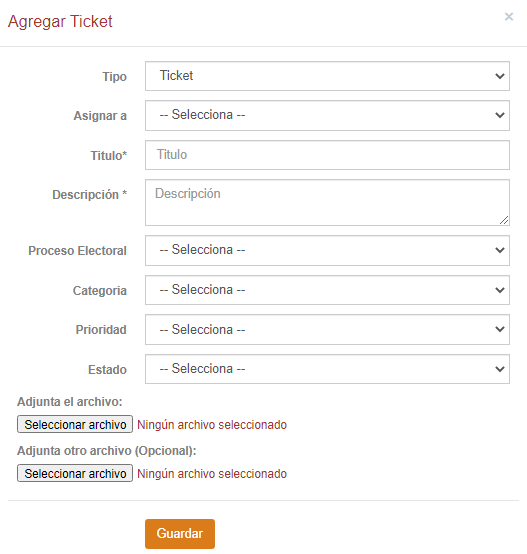 Agregar Ticket ×
Tipo Ticket
Asignar a -- Selecciona --
Titulo* Titulo
Descripción * Descripción
Proceso Electoral -- Selecciona --
Categoria -- Selecciona --
Prioridad -- Selecciona --
Estado -- Selecciona --
Adjunta el archivo:
Seleccionar archivo Ningún archivo seleccionado
Adjunta otro archivo (Opcional):
Seleccionar archivo Ningún archivo seleccionado
Guardar